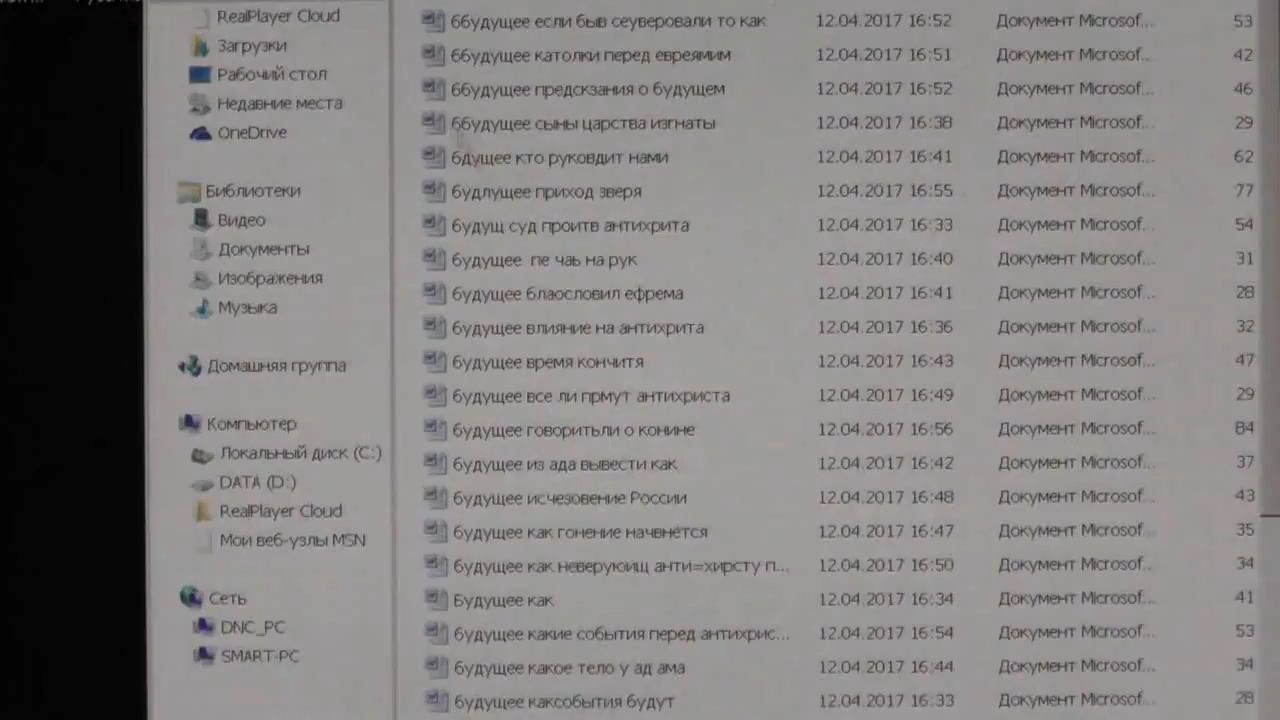 RealPlayer Cloud
Загрузки
Рабочий стол
Недавние места
OneDrive
Библиотеки
Видео
Документы
Изображения
Музыка
Домашняя группа
Компьютер
Локальный диск (C:)
DATA (D:)
RealPlayer Cloud
Мои веб-узлы MSN
Сеть
DNC_PC
SMART-PC
ббудущее если быв сеуверовали то как 12.04.2017 16:52 Документ Microsof... 53
ббудущее католки перед евреямим 12.04.2017 16:51 Документ Microsof... 42
ббудущее предскзания о будущем 12.04.2017 16:52 Документ Microsof... 46
ббудущее сыны царства изгнаты 12.04.2017 16:38 Документ Microsof... 29
бдущее кто руковдит нами 12.04.2017 16:41 Документ Microsof... 62
будлущее приход зверя 12.04.2017 16:55 Документ Microsof... 77
будущ суд проитв антихрита 12.04.2017 16:33 Документ Microsof... 54
будущее пе чаь на рук 12.04.2017 16:40 Документ Microsof... 31
будущее блаословил ефрема 12.04.2017 16:41 Документ Microsof... 28
будущее влияние на антихрита 12.04.2017 16:36 Документ Microsof... 32
будущее время кончитя 12.04.2017 16:43 Документ Microsof... 47
будущее все ли прмут антихриста 12.04.2017 16:49 Документ Microsof... 29
будущее говоритьли о конине 12.04.2017 16:56 Документ Microsof... 84
будущее из ада вывести как 12.04.2017 16:42 Документ Microsof... 37
будущее исчезовение России 12.04.2017 16:48 Документ Microsof... 43
будущее как гонение начвнётся 12.04.2017 16:47 Документ Microsof... 35
будущее как неверуюищ анти=хирсту п... 12.04.2017 16:50 Документ Microsof... 34
Будущее как 12.04.2017 16:34 Документ Microsof... 41
будущее какие события перед антихрис... 12.04.2017 16:54 Документ Microsof... 53
будущее какое тело у ад ама 12.04.2017 16:44 Документ Microsof... 34
будущее каксобытия будут 12.04.2017 16:33 Документ Microsof... 28